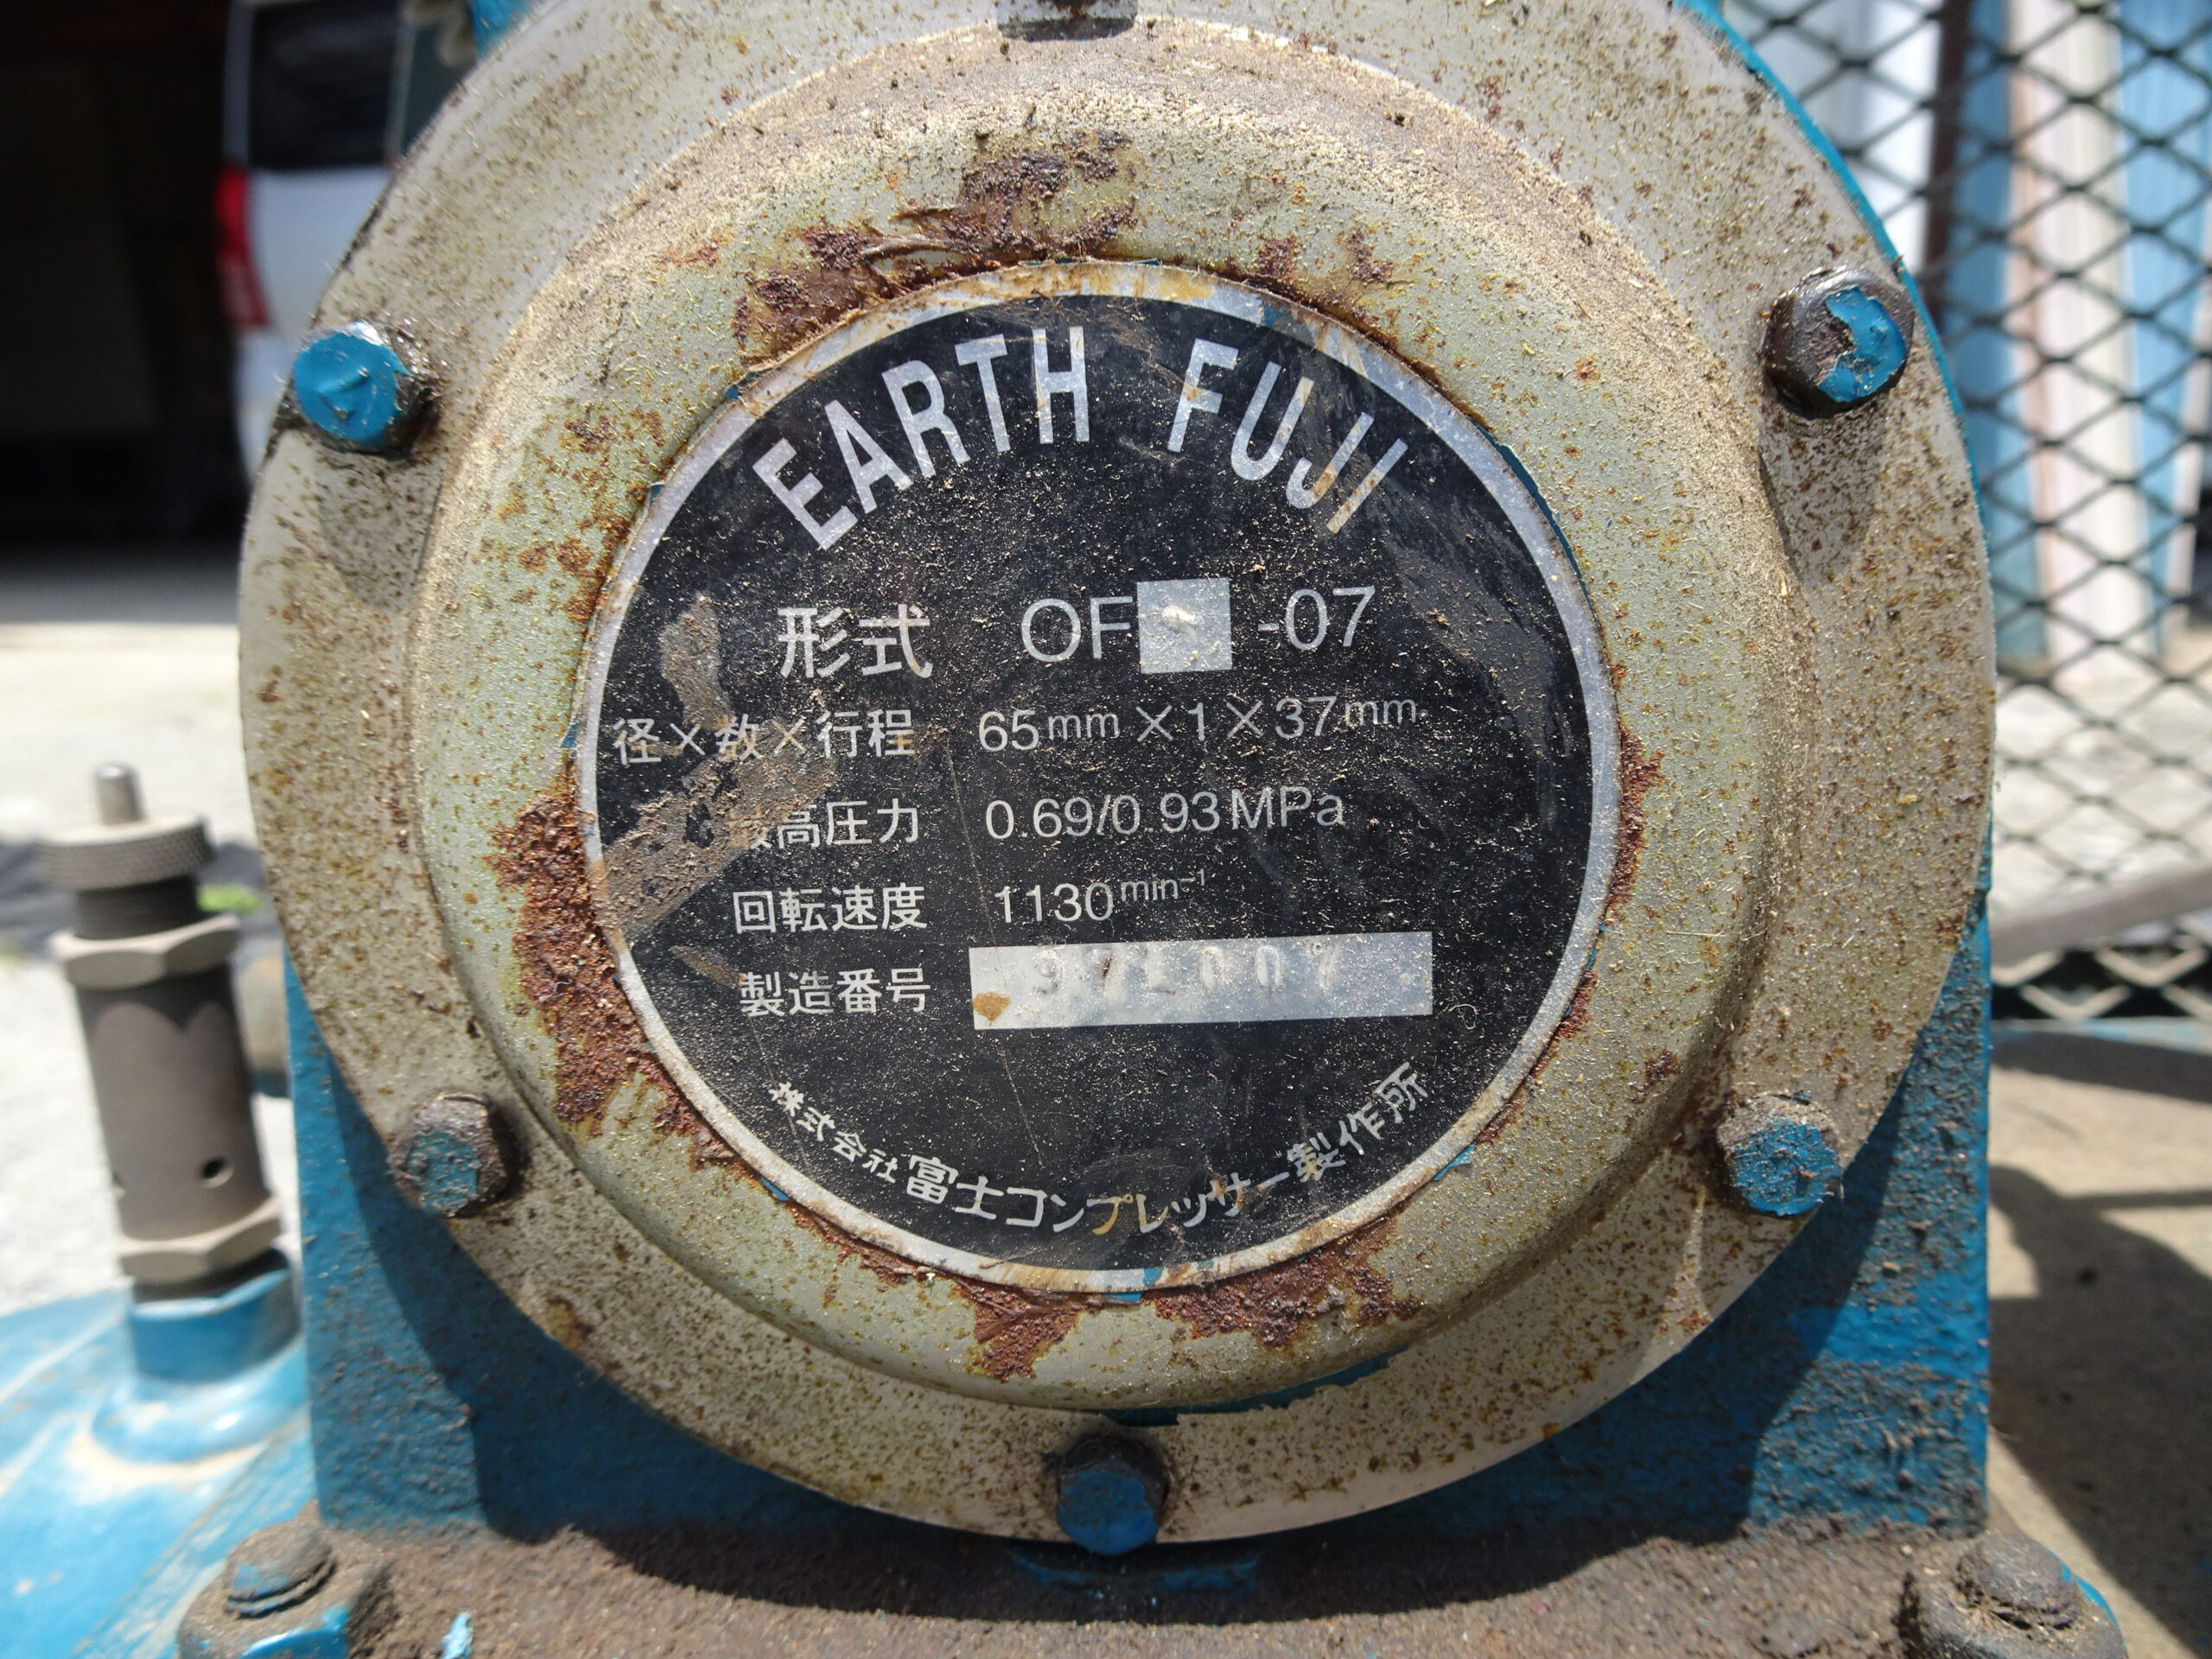 EARTH FUJI
形式 OF -07
径×数×行程 65mm×1×37mm
最高圧力 0.69/0.93MPa
回転速度 1130min⁻¹
製造番号
株式会社富士コンプレッサー製作所